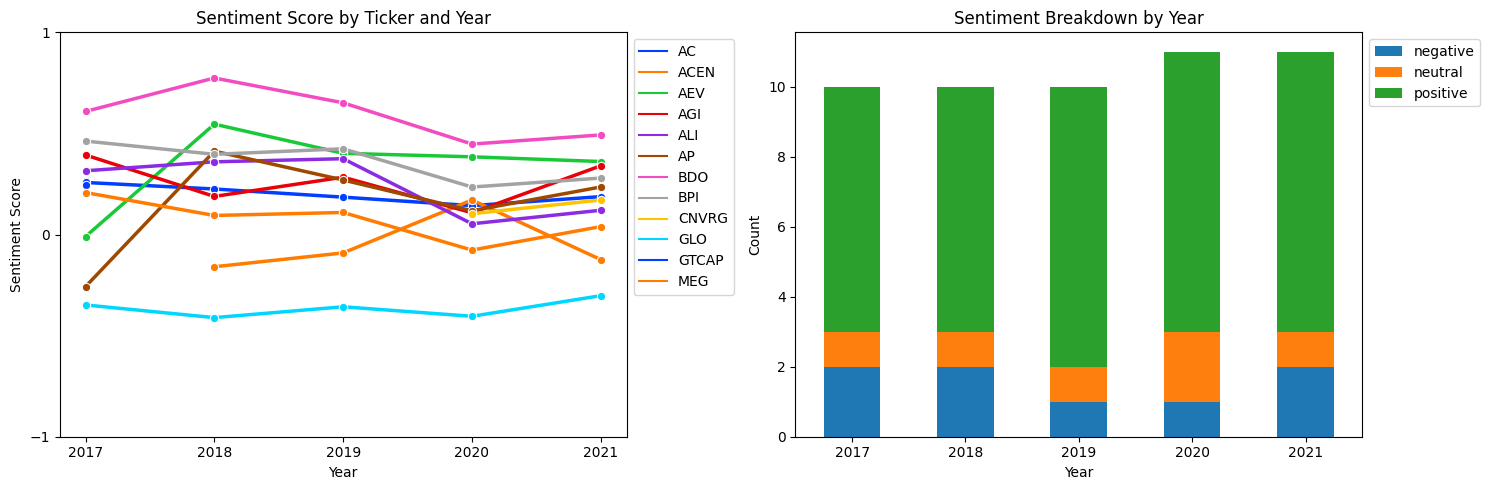 Sentiment Score by Ticker and Year
Sentiment Score
1
0
−1
2017 2018 2019 2020 2021
Year
AC
ACEN
AEV
AGI
ALI
AP
BDO
BPI
CNVRG
GLO
GTCAP
MEG
Sentiment Breakdown by Year
Count
10
8
6
4
2
0
2017 2018 2019 2020 2021
Year
negative
neutral
positive